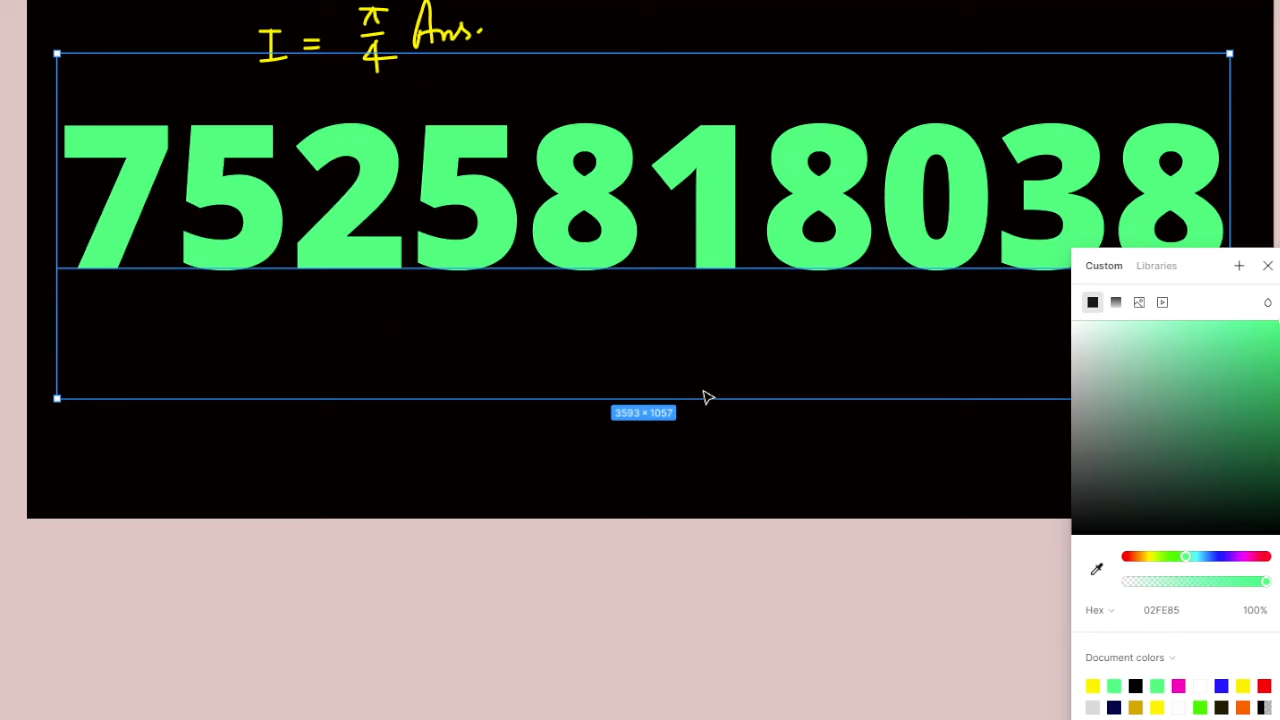 I = π/4 Ans.
7525818038
Custom Libraries
3593 × 1057
Hex 02FE85 100%
Document colors